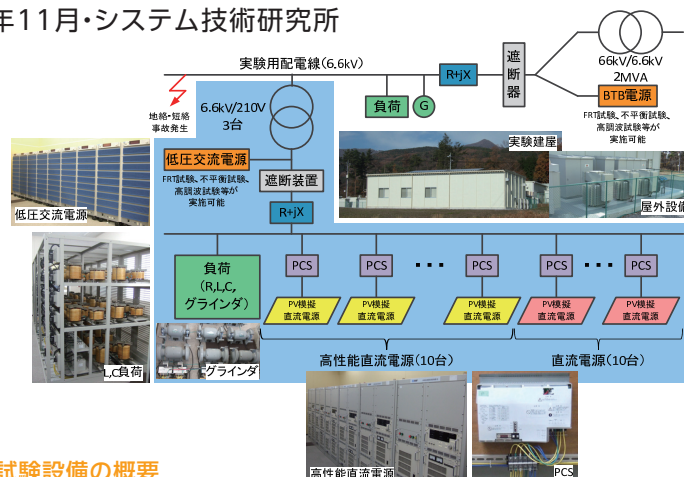 年11月・システム技術研究所
66kV/6.6kV
2MVA
実験用配電線(6.6kV)
遮断器
R+jX
BTB電源
負荷
G
FRT試験、不平衡試験、
高調波試験等が
実施可能
地絡・短絡
事故発生
6.6kV/210V
3台
実験建屋
低圧交流電源
FRT試験、不平衡試験、
高調波試験等が
実施可能
遮断装置
屋外設備
低圧交流電源
R+jX
負荷
(R,L,C,
グラインダ)
PCS
PCS
・・・
PCS
PCS
・・・
PCS
PV模擬
直流電源
PV模擬
直流電源
PV模擬
直流電源
PV模擬
直流電源
PV模擬
直流電源
高性能直流電源(10台)
直流電源(10台)
L,C負荷
グラインダ
高性能直流電源
PCS
試験設備の概要